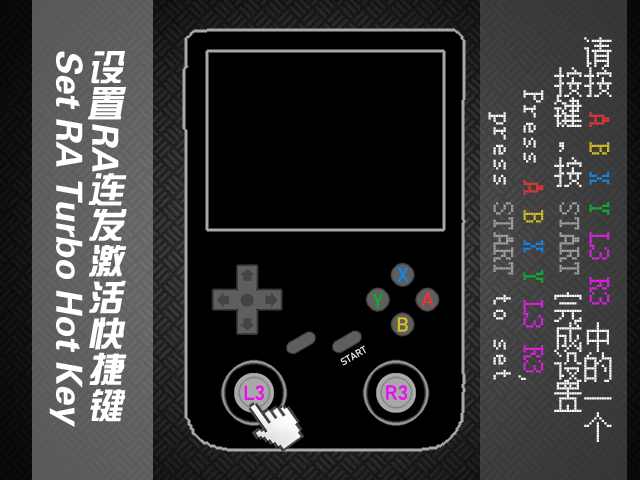 设置RA连发激活快捷键
Set RA Turbo Hot Key
X
Y
A
B
START
L3
R3
请按 A B X Y L3 R3 中的一个
按键，按 START 完成设置
Press A B X Y L3 R3,
press START to set